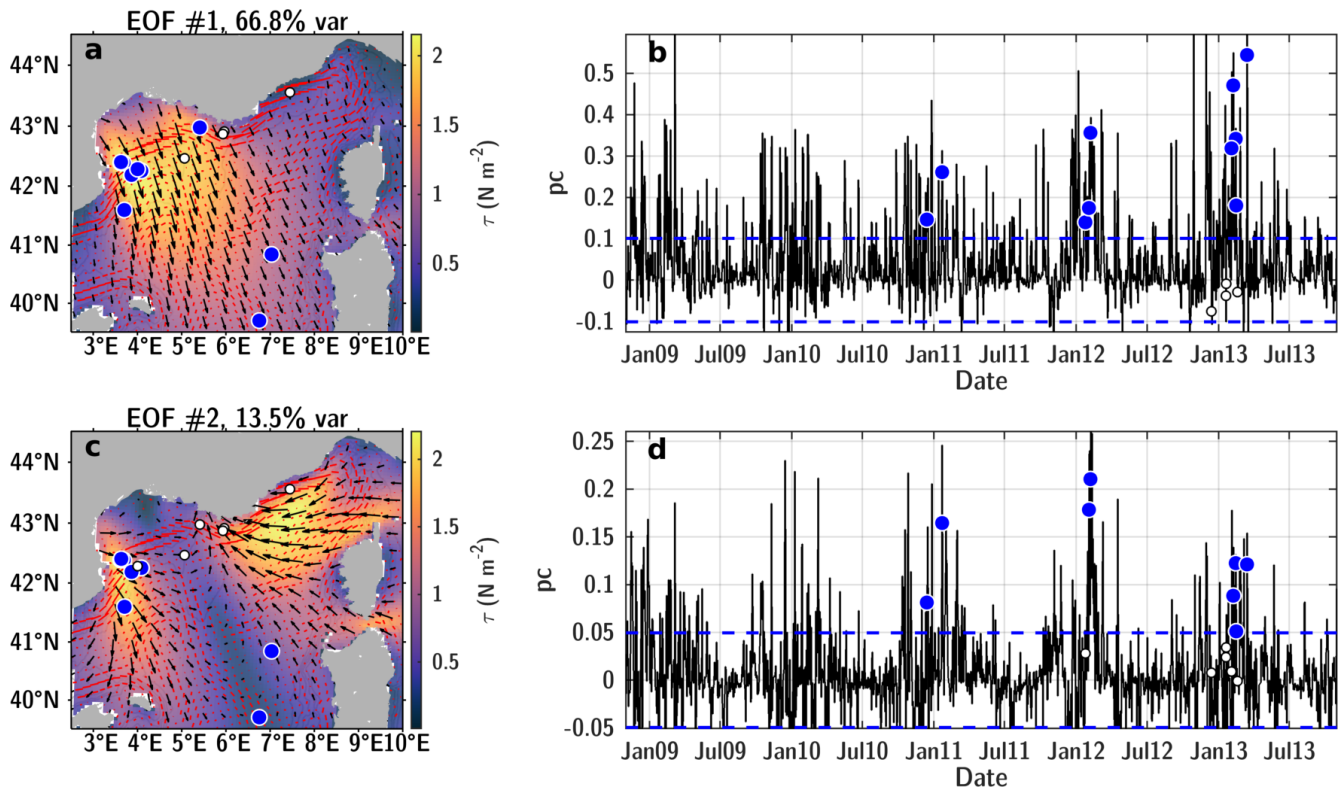 EOF #1, 66.8% var
a
44°N
43°N
42°N
41°N
40°N
3°E 4°E 5°E 6°E 7°E 8°E 9°E 10°E
2
1.5
1
0.5
τ (N m⁻²)
b
0.5
0.4
0.3
0.2
0.1
0
-0.1
pc
Jan09 Jul09 Jan10 Jul10 Jan11 Jul11 Jan12 Jul12 Jan13 Jul13
Date
EOF #2, 13.5% var
c
44°N
43°N
42°N
41°N
40°N
3°E 4°E 5°E 6°E 7°E 8°E 9°E 10°E
2
1.5
1
0.5
τ (N m⁻²)
d
0.25
0.2
0.15
0.1
0.05
0
-0.05
pc
Jan09 Jul09 Jan10 Jul10 Jan11 Jul11 Jan12 Jul12 Jan13 Jul13
Date